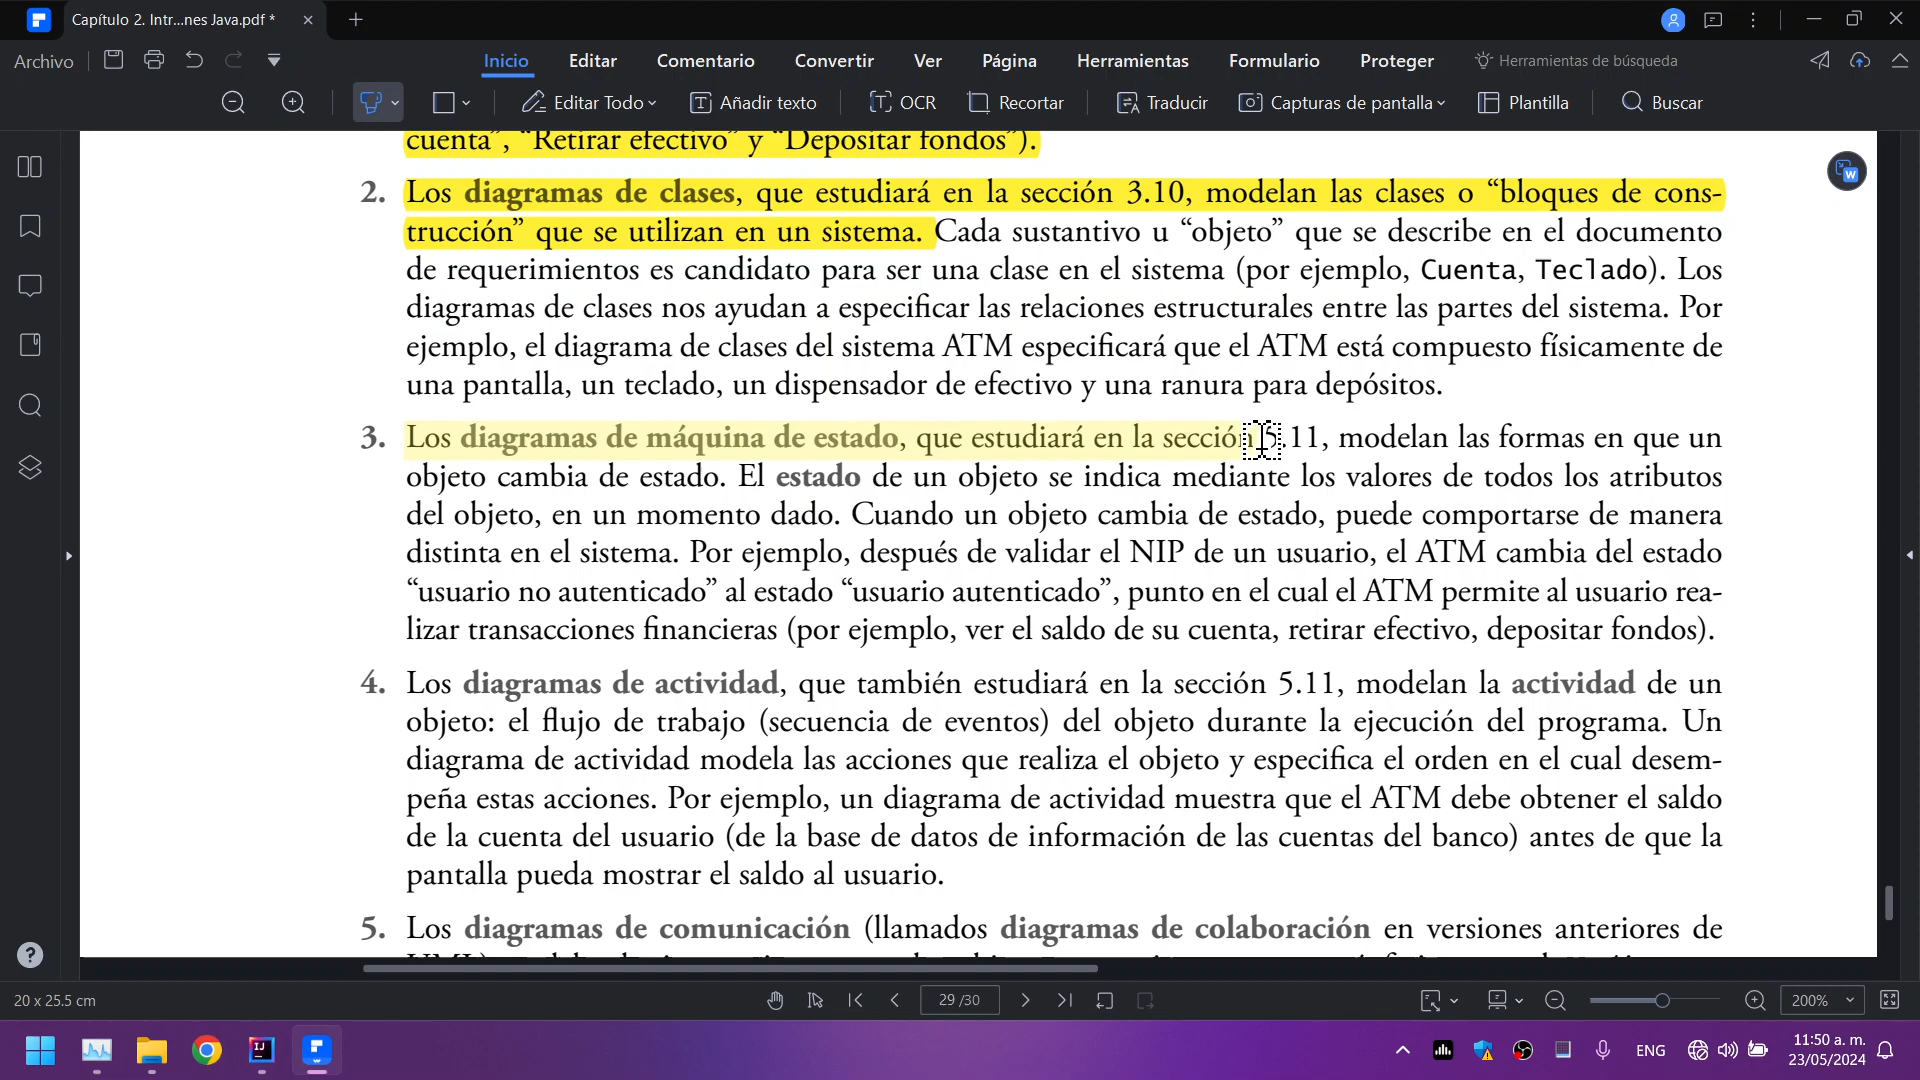 Capítulo 2. Intr...nes Java.pdf *
Archivo
Inicio
Editar
Comentario
Convertir
Ver
Página
Herramientas
Formulario
Proteger
Herramientas de búsqueda
Editar Todo
Añadir texto
OCR
Recortar
Traducir
Capturas de pantalla
Plantilla
Buscar
cuenta”, “Retirar efectivo” y “Depositar fondos”).
2. Los diagramas de clases, que estudiará en la sección 3.10, modelan las clases o “bloques de cons-
trucción” que se utilizan en un sistema. Cada sustantivo u “objeto” que se describe en el documento
de requerimientos es candidato para ser una clase en el sistema (por ejemplo, Cuenta, Teclado). Los
diagramas de clases nos ayudan a especificar las relaciones estructurales entre las partes del sistema. Por
ejemplo, el diagrama de clases del sistema ATM especificará que el ATM está compuesto físicamente de
una pantalla, un teclado, un dispensador de efectivo y una ranura para depósitos.
3. Los diagramas de máquina de estado, que estudiará en la sección 5.11, modelan las formas en que un
objeto cambia de estado. El estado de un objeto se indica mediante los valores de todos los atributos
del objeto, en un momento dado. Cuando un objeto cambia de estado, puede comportarse de manera
distinta en el sistema. Por ejemplo, después de validar el NIP de un usuario, el ATM cambia del estado
“usuario no autenticado” al estado “usuario autenticado”, punto en el cual el ATM permite al usuario rea-
lizar transacciones financieras (por ejemplo, ver el saldo de su cuenta, retirar efectivo, depositar fondos).
4. Los diagramas de actividad, que también estudiará en la sección 5.11, modelan la actividad de un
objeto: el flujo de trabajo (secuencia de eventos) del objeto durante la ejecución del programa. Un
diagrama de actividad modela las acciones que realiza el objeto y especifica el orden en el cual desem-
peña estas acciones. Por ejemplo, un diagrama de actividad muestra que el ATM debe obtener el saldo
de la cuenta del usuario (de la base de datos de información de las cuentas del banco) antes de que la
pantalla pueda mostrar el saldo al usuario.
5. Los diagramas de comunicación (llamados diagramas de colaboración en versiones anteriores de
20 x 25.5 cm
29 /30
200%
ENG
11:50 a. m.
23/05/2024